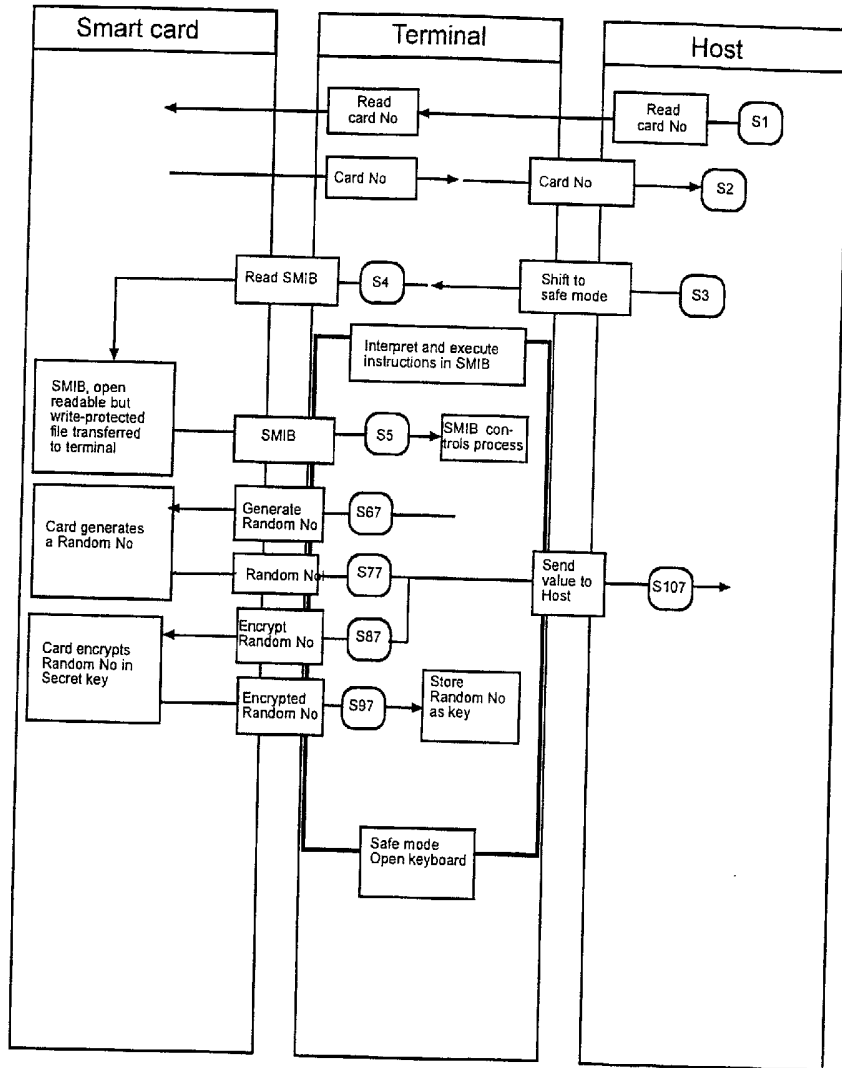 Smart card
Terminal
Host
Read
card No
Read
card No
S1
Card No
Card No
S2
Read SMIB
S4
Shift to
safe mode
S3
Interpret and execute
instructions in SMIB
SMIB, open
readable but
write-protected
file transferred
to terminal
SMIB
S5
SMIB con-
trols process
Generate
Random No
S67
Card generates
a Random No
Random No
S77
Send
value to
Host
S107
Encrypt
Random No
S87
Card encrypts
Random No in
Secret key
Encrypted
Random No
S97
Store
Random No
as key
Safe mode
Open keyboard